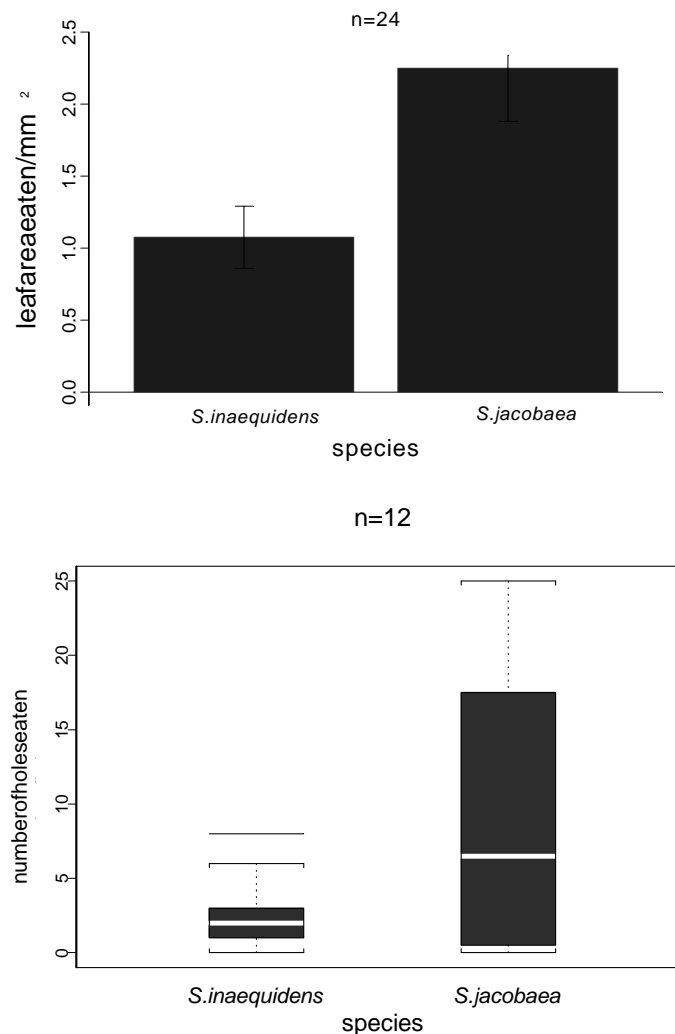 n=24
leafareaeaten/mm 2
2.5
2.0
1.5
1.0
0.5
0.0
S.inaequidens S.jacobaea
species
n=12
numberofholeseaten
25
20
15
10
5
0
S.inaequidens S.jacobaea
species